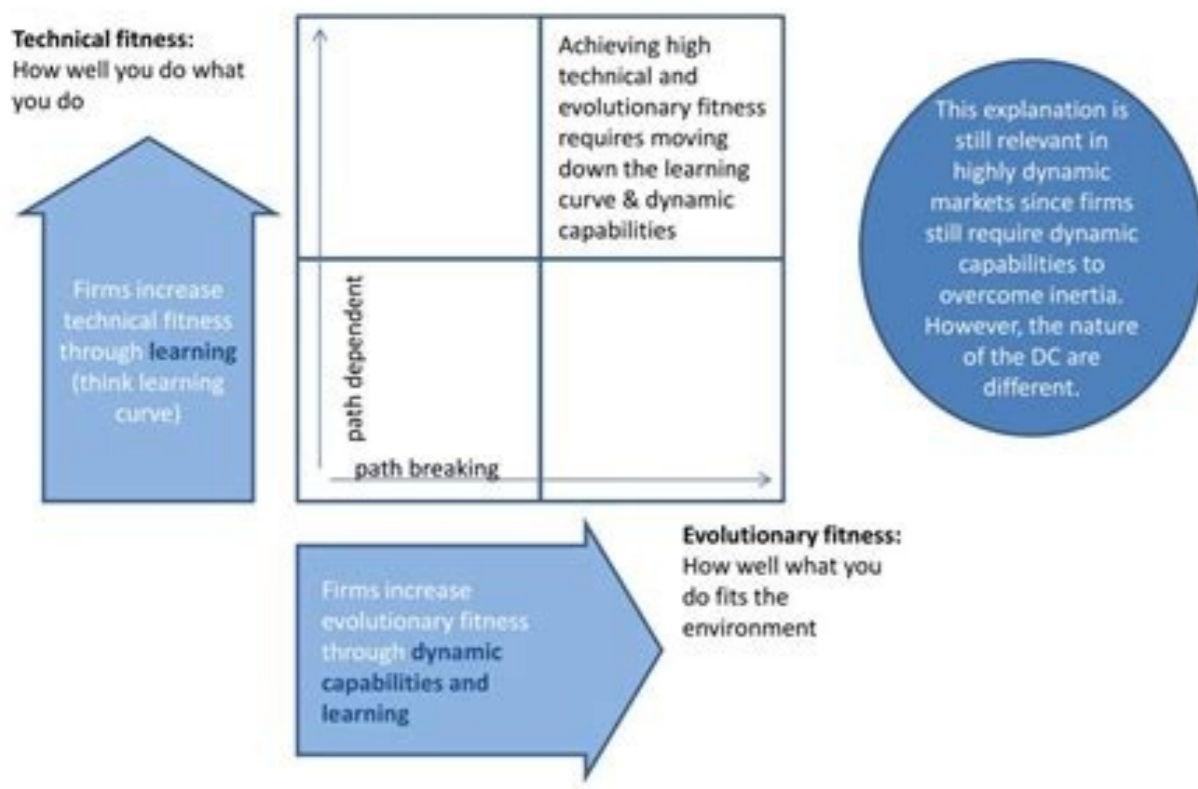 Technical fitness:
How well you do what
you do
Firms increase
technical fitness
through learning
(think learning
curve)
Achieving high
technical and
evolutionary fitness
requires moving
down the learning
curve & dynamic
capabilities
path dependent
path breaking
This explanation is
still relevant in
highly dynamic
markets since firms
still require dynamic
capabilities to
overcome inertia.
However, the nature
of the DC are
different.
Firms increase
evolutionary fitness
through dynamic
capabilities and
learning
Evolutionary fitness:
How well what you
do fits the
environment